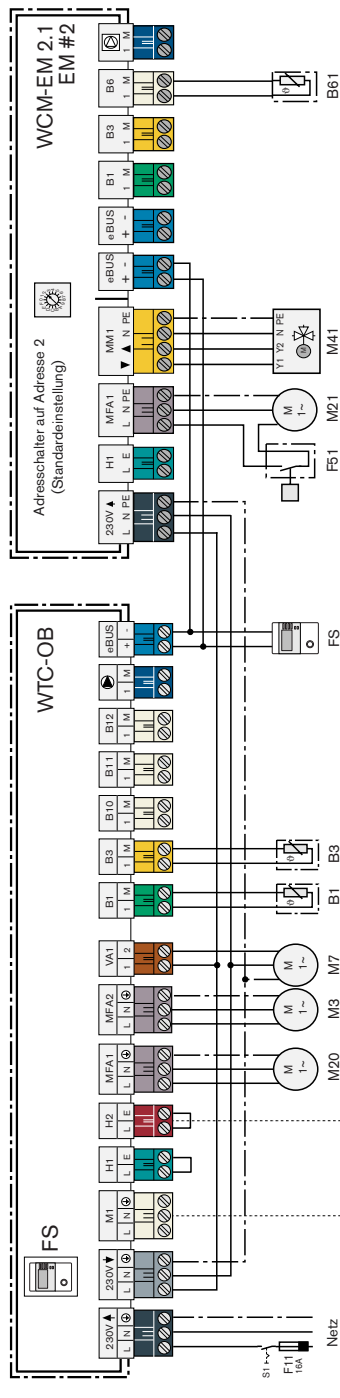 FS
WTC-OB
230V L N
230V L N
M1 L N
H1 L E
H2 L E
MFA1 L N
MFA2 L N
VA1 1 2
B1 1 M
B3 1 M
B10 1 M
B11 1 M
B12 1 M
1 M
eBUS + -
WCM-EM 2.1
EM #2
Adresschalter auf Adresse 2
(Standardeinstellung)
230V L N PE
H1 L E
MFA1 L N PE
MM1 ▼ ▲ N PE
eBUS + -
eBUS + -
B1 1 M
B3 1 M
B6 1 M
1 M
S1
F11
16A
Netz
M 1~
M20
M 1~
M3
M 1~
M7
ϑ
B1
ϑ
B3
FS
F51
M 1~
M21
Y1 Y2 N PE
M
M41
ϑ
B61